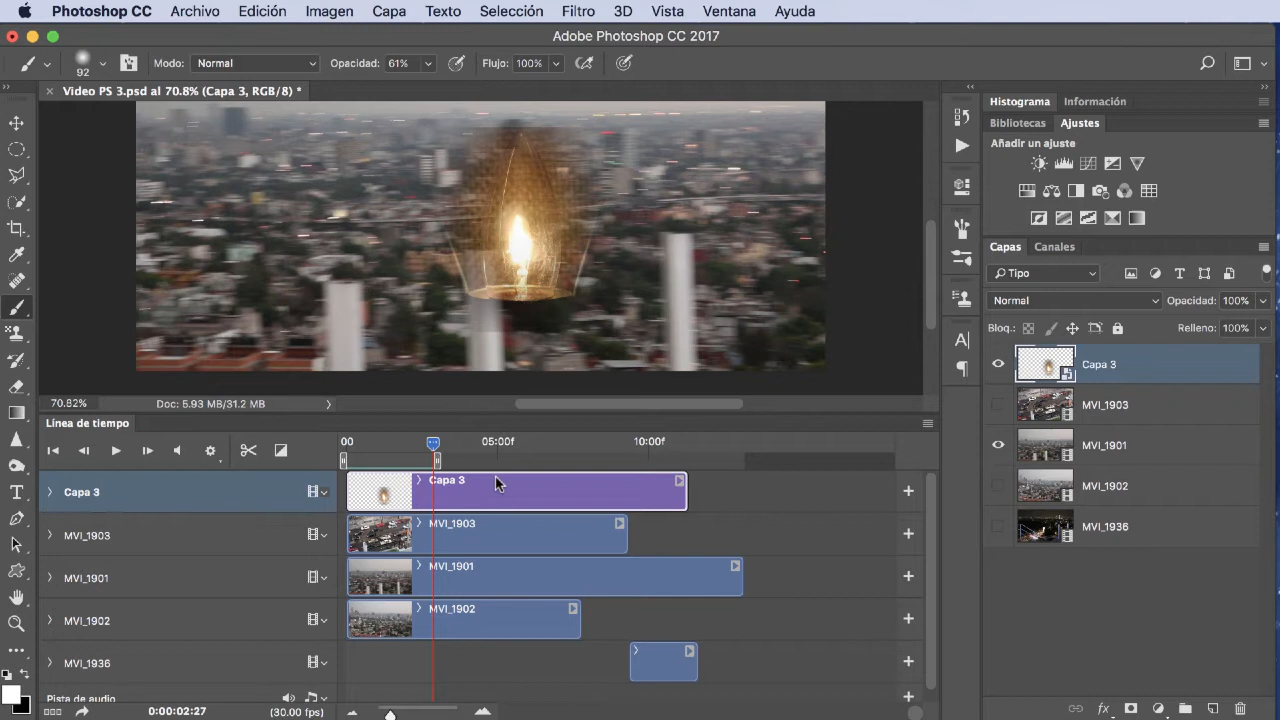 Photoshop CC Archivo Edición Imagen Capa Texto Selección Filtro 3D Vista Ventana Ayuda
Adobe Photoshop CC 2017
92 Modo: Normal Opacidad: 61% Flujo: 100%
Video PS 3.psd al 70.8% (Capa 3, RGB/8) *
Histograma Información
Bibliotecas Ajustes
Añadir un ajuste
Capas Canales
Tipo
Normal Opacidad: 100%
Bloq.: Relleno: 100%
Capa 3
MVI_1903
MVI_1901
MVI_1902
MVI_1936
70.82% Doc: 5.93 MB/31.2 MB
Línea de tiempo
00 05:00f 10:00f
Capa 3 Capa 3
MVI_1903 MVI_1903
MVI_1901 MVI_1901
MVI_1902 MVI_1902
MVI_1936
Pista de audio
0:00:02:27 (30.00 fps)